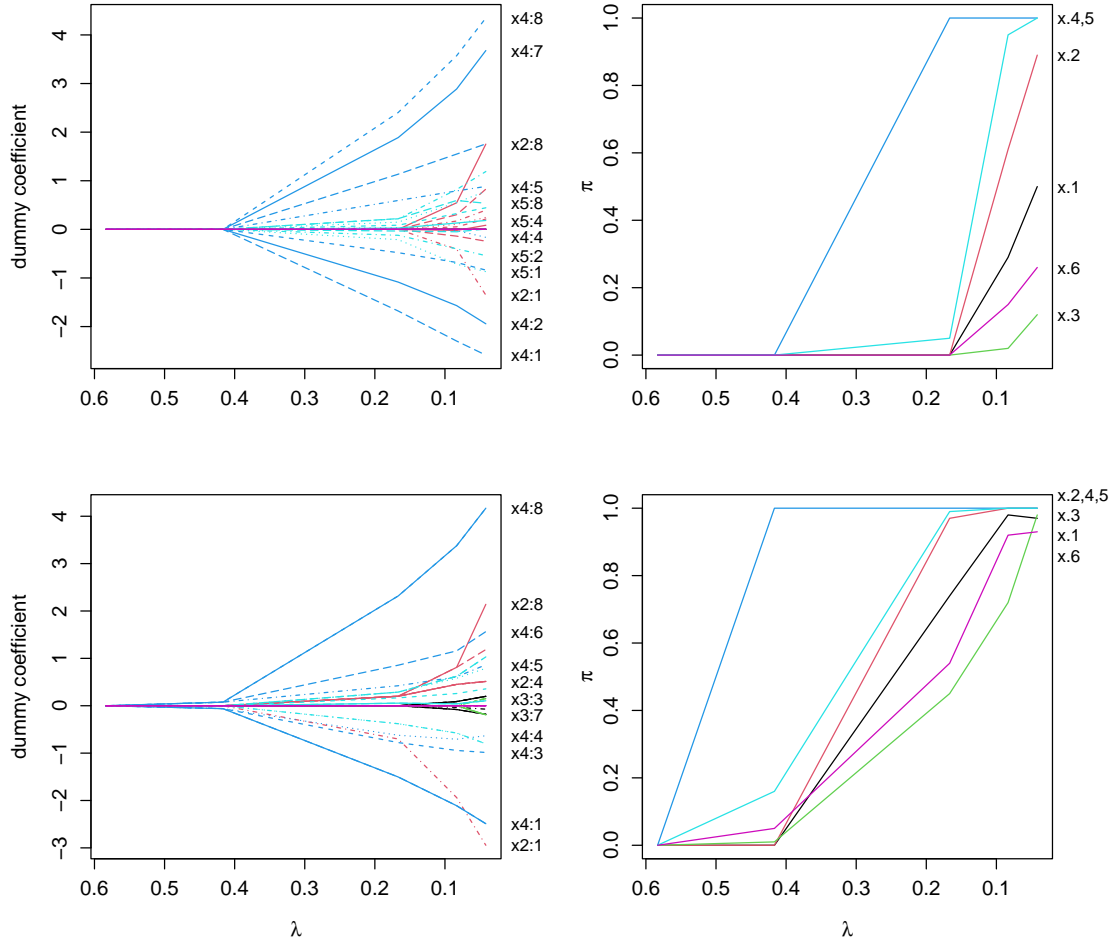 dummy coefficient
4
3
2
1
0
−1
−2
0.6
0.5
0.4
0.3
0.2
0.1
x4:8
x4:7
x2:8
x4:5
x5:8
x5:4
x4:4
x5:2
x5:1
x2:1
x4:2
x4:1
π
1.0
0.8
0.6
0.4
0.2
0.0
0.6
0.5
0.4
0.3
0.2
0.1
x.4,5
x.2
x.1
x.6
x.3
dummy coefficient
4
3
2
1
0
−1
−2
−3
0.6
0.5
0.4
0.3
0.2
0.1
λ
x4:8
x2:8
x4:6
x4:5
x2:4
x3:3
x3:7
x4:4
x4:3
x4:1
x2:1
π
1.0
0.8
0.6
0.4
0.2
0.0
0.6
0.5
0.4
0.3
0.2
0.1
λ
x.2,4,5
x.3
x.1
x.6